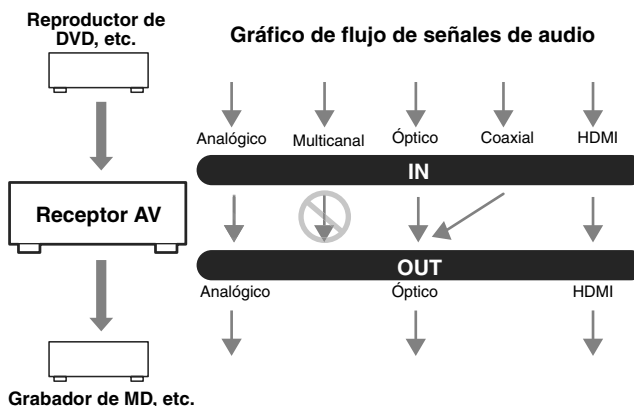 Reproductor de
DVD, etc.
Gráfico de flujo de señales de audio
Analógico Multicanal Óptico Coaxial HDMI
IN
Receptor AV
OUT
Analógico Óptico HDMI
Grabador de MD, etc.